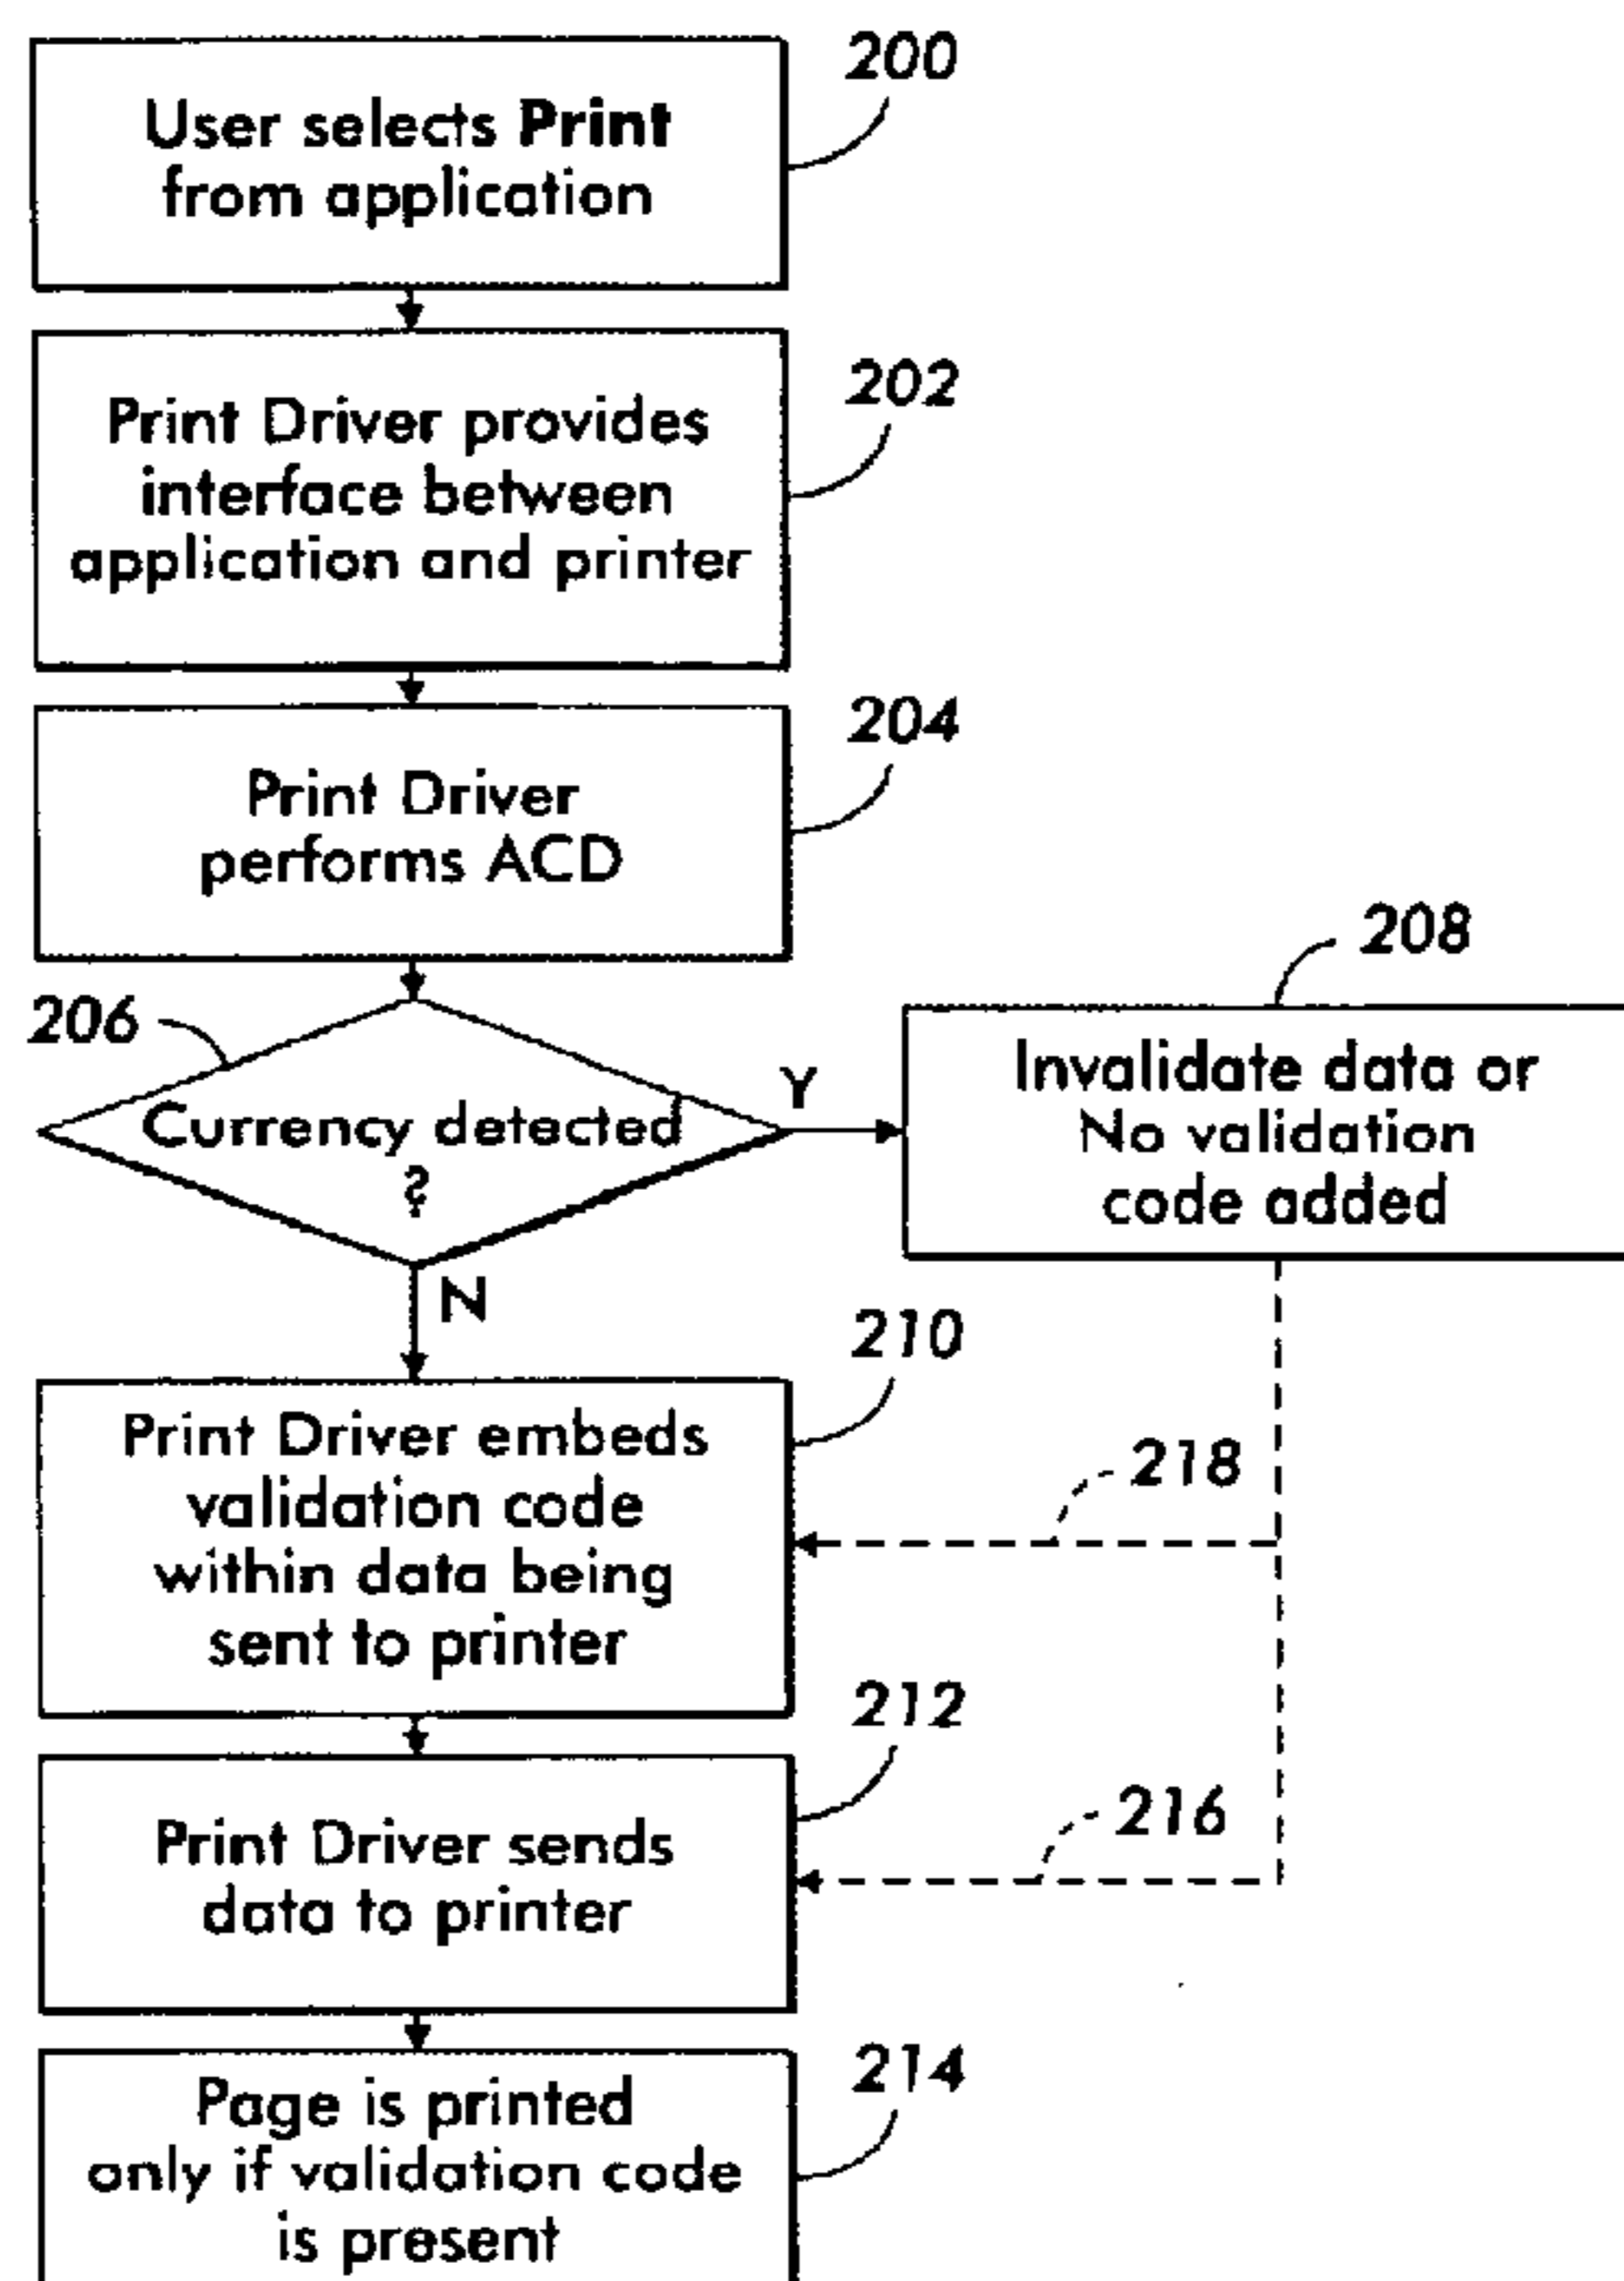 200
User selects Print
from application
202
Print Driver provides
interface between
application and printer
204
Print Driver
performs ACD
206
Currency detected
?
Y
N
208
Invalidate data or
No validation
code added
210
Print Driver embeds
validation code
within data being
sent to printer
218
212
Print Driver sends
data to printer
216
214
Page is printed
only if validation code
is present